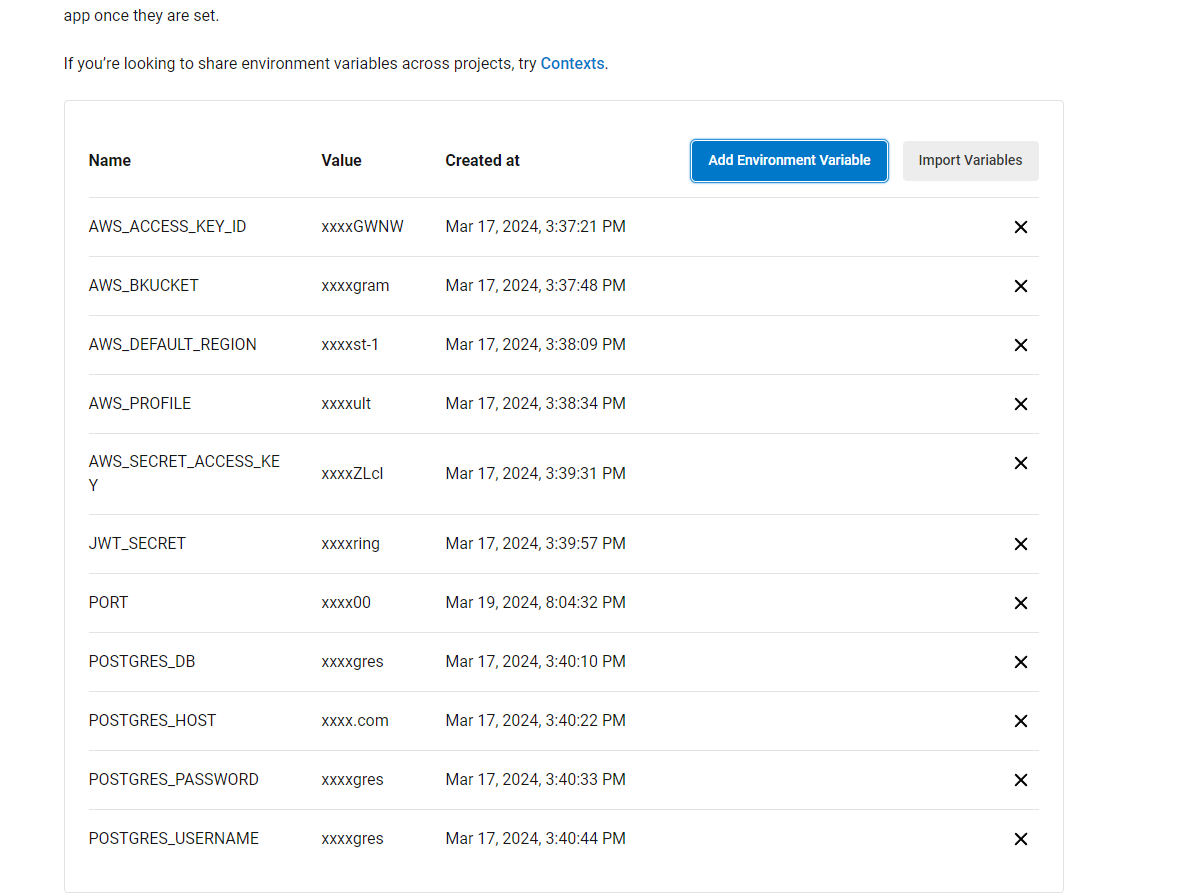 app once they are set.
If you’re looking to share environment variables across projects, try Contexts.
Name Value Created at Add Environment Variable Import Variables
AWS_ACCESS_KEY_ID xxxxGWNW Mar 17, 2024, 3:37:21 PM
AWS_BKUCKET xxxxgram Mar 17, 2024, 3:37:48 PM
AWS_DEFAULT_REGION xxxxst-1 Mar 17, 2024, 3:38:09 PM
AWS_PROFILE xxxxult Mar 17, 2024, 3:38:34 PM
AWS_SECRET_ACCESS_KE
Y xxxxZLcl Mar 17, 2024, 3:39:31 PM
JWT_SECRET xxxxring Mar 17, 2024, 3:39:57 PM
PORT xxxx00 Mar 19, 2024, 8:04:32 PM
POSTGRES_DB xxxxgres Mar 17, 2024, 3:40:10 PM
POSTGRES_HOST xxxx.com Mar 17, 2024, 3:40:22 PM
POSTGRES_PASSWORD xxxxgres Mar 17, 2024, 3:40:33 PM
POSTGRES_USERNAME xxxxgres Mar 17, 2024, 3:40:44 PM